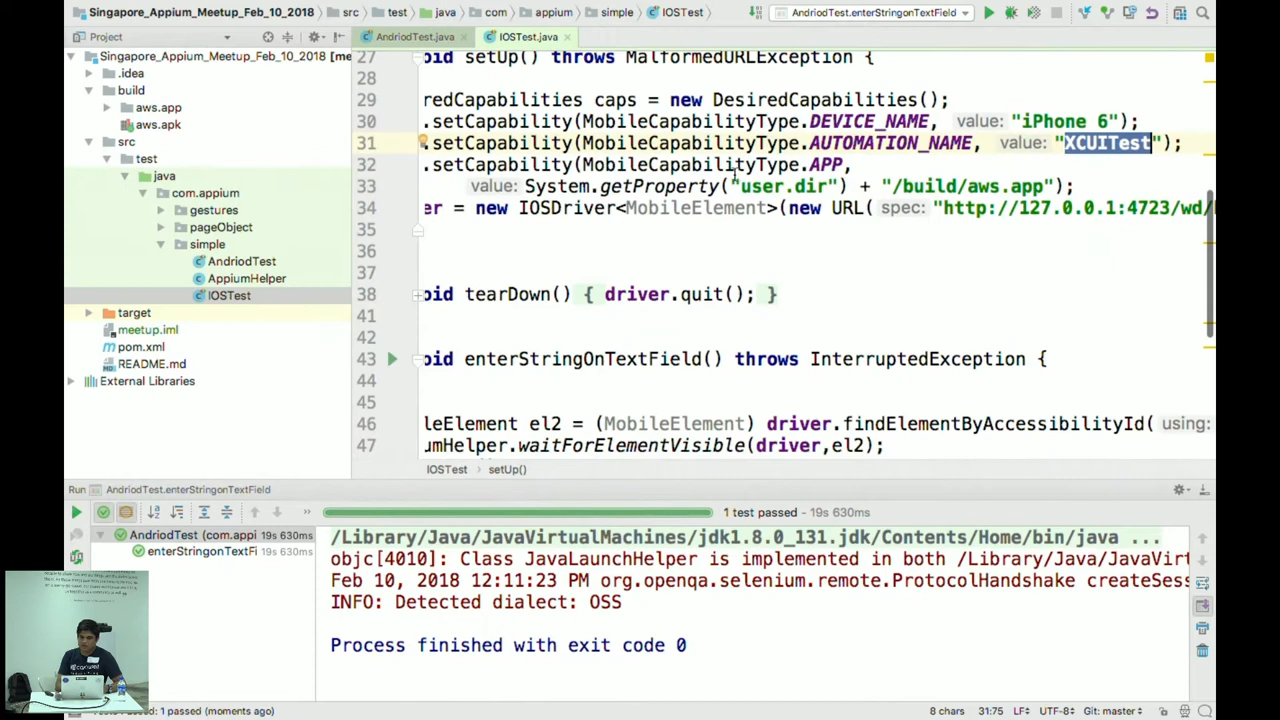 Singapore_Appium_Meetup_Feb_10_2018 src test java com appium simple IOSTest AndriodTest.enterStringonTextField
Project AndriodTest.java IOSTest.java
Singapore_Appium_Meetup_Feb_10_2018 [me
.idea
build
aws.app
aws.apk
src
test
java
com.appium
gestures
pageObject
simple
AndriodTest
AppiumHelper
IOSTest
target
meetup.iml
pom.xml
README.md
External Libraries
27 oid setUp() throws MalformedURLException {
28
29 redCapabilities caps = new DesiredCapabilities();
30 .setCapability(MobileCapabilityType.DEVICE_NAME, value: "iPhone 6");
31 .setCapability(MobileCapabilityType.AUTOMATION_NAME, value: "XCUITest");
32 .setCapability(MobileCapabilityType.APP,
33 value: System.getProperty("user.dir") + "/build/aws.app");
34 er = new IOSDriver<MobileElement>(new URL( spec: "http://127.0.0.1:4723/wd/
35
36
37
38 oid tearDown() { driver.quit(); }
41
42
43 oid enterStringOnTextField() throws InterruptedException {
44
45
46 leElement el2 = (MobileElement) driver.findElementByAccessibilityId( using:
47 umHelper.waitForElementVisible(driver,el2);
IOSTest setUp()
Run AndriodTest.enterStringonTextField
1 test passed - 19s 630ms
AndriodTest (com.appi 19s 630ms
enterStringonTextFi 19s 630ms
/Library/Java/JavaVirtualMachines/jdk1.8.0_131.jdk/Contents/Home/bin/java ...
objc[4010]: Class JavaLaunchHelper is implemented in both /Library/Java/JavaVirt
Feb 10, 2018 12:11:23 PM org.openqa.selenium.remote.ProtocolHandshake createSes
INFO: Detected dialect: OSS
Process finished with exit code 0
1 passed (moments ago) 8 chars 31:75 LF UTF-8 Git: master